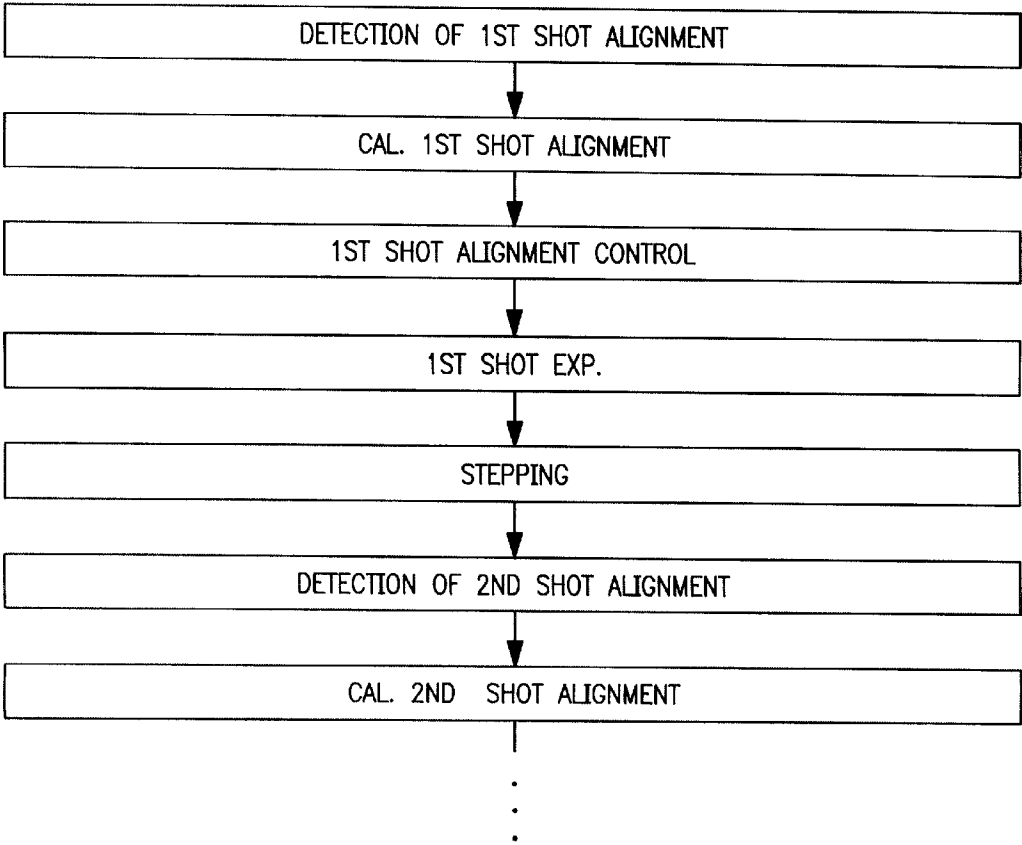 DETECTION OF 1ST SHOT ALIGNMENT
CAL. 1ST SHOT ALIGNMENT
1ST SHOT ALIGNMENT CONTROL
1ST SHOT EXP.
STEPPING
DETECTION OF 2ND SHOT ALIGNMENT
CAL. 2ND SHOT ALIGNMENT